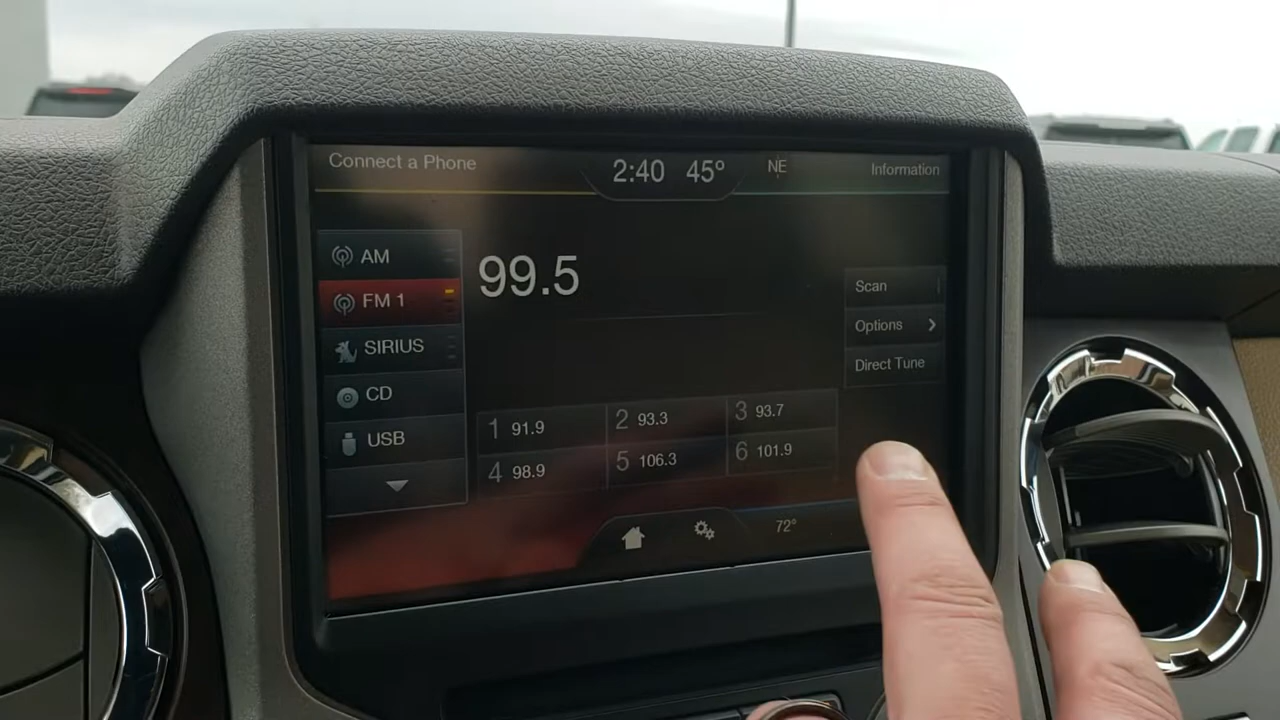 Connect a Phone
2:40 45°
NE
Information
AM
FM 1
SIRIUS
CD
USB
99.5
Scan
Options
Direct Tune
1 91.9
2 93.3
3 93.7
4 98.9
5 106.3
6 101.9
72°